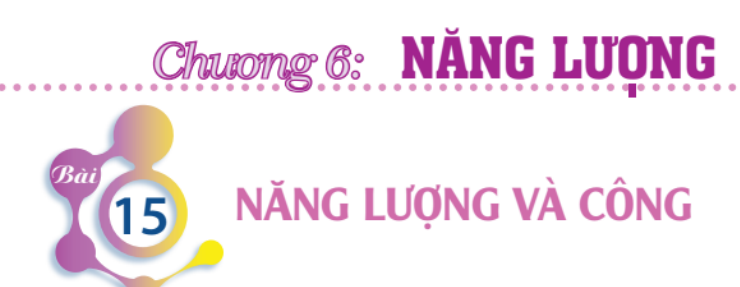 Chương 6: NĂNG LƯỢNG
Bài
15
NĂNG LƯỢNG VÀ CÔNG